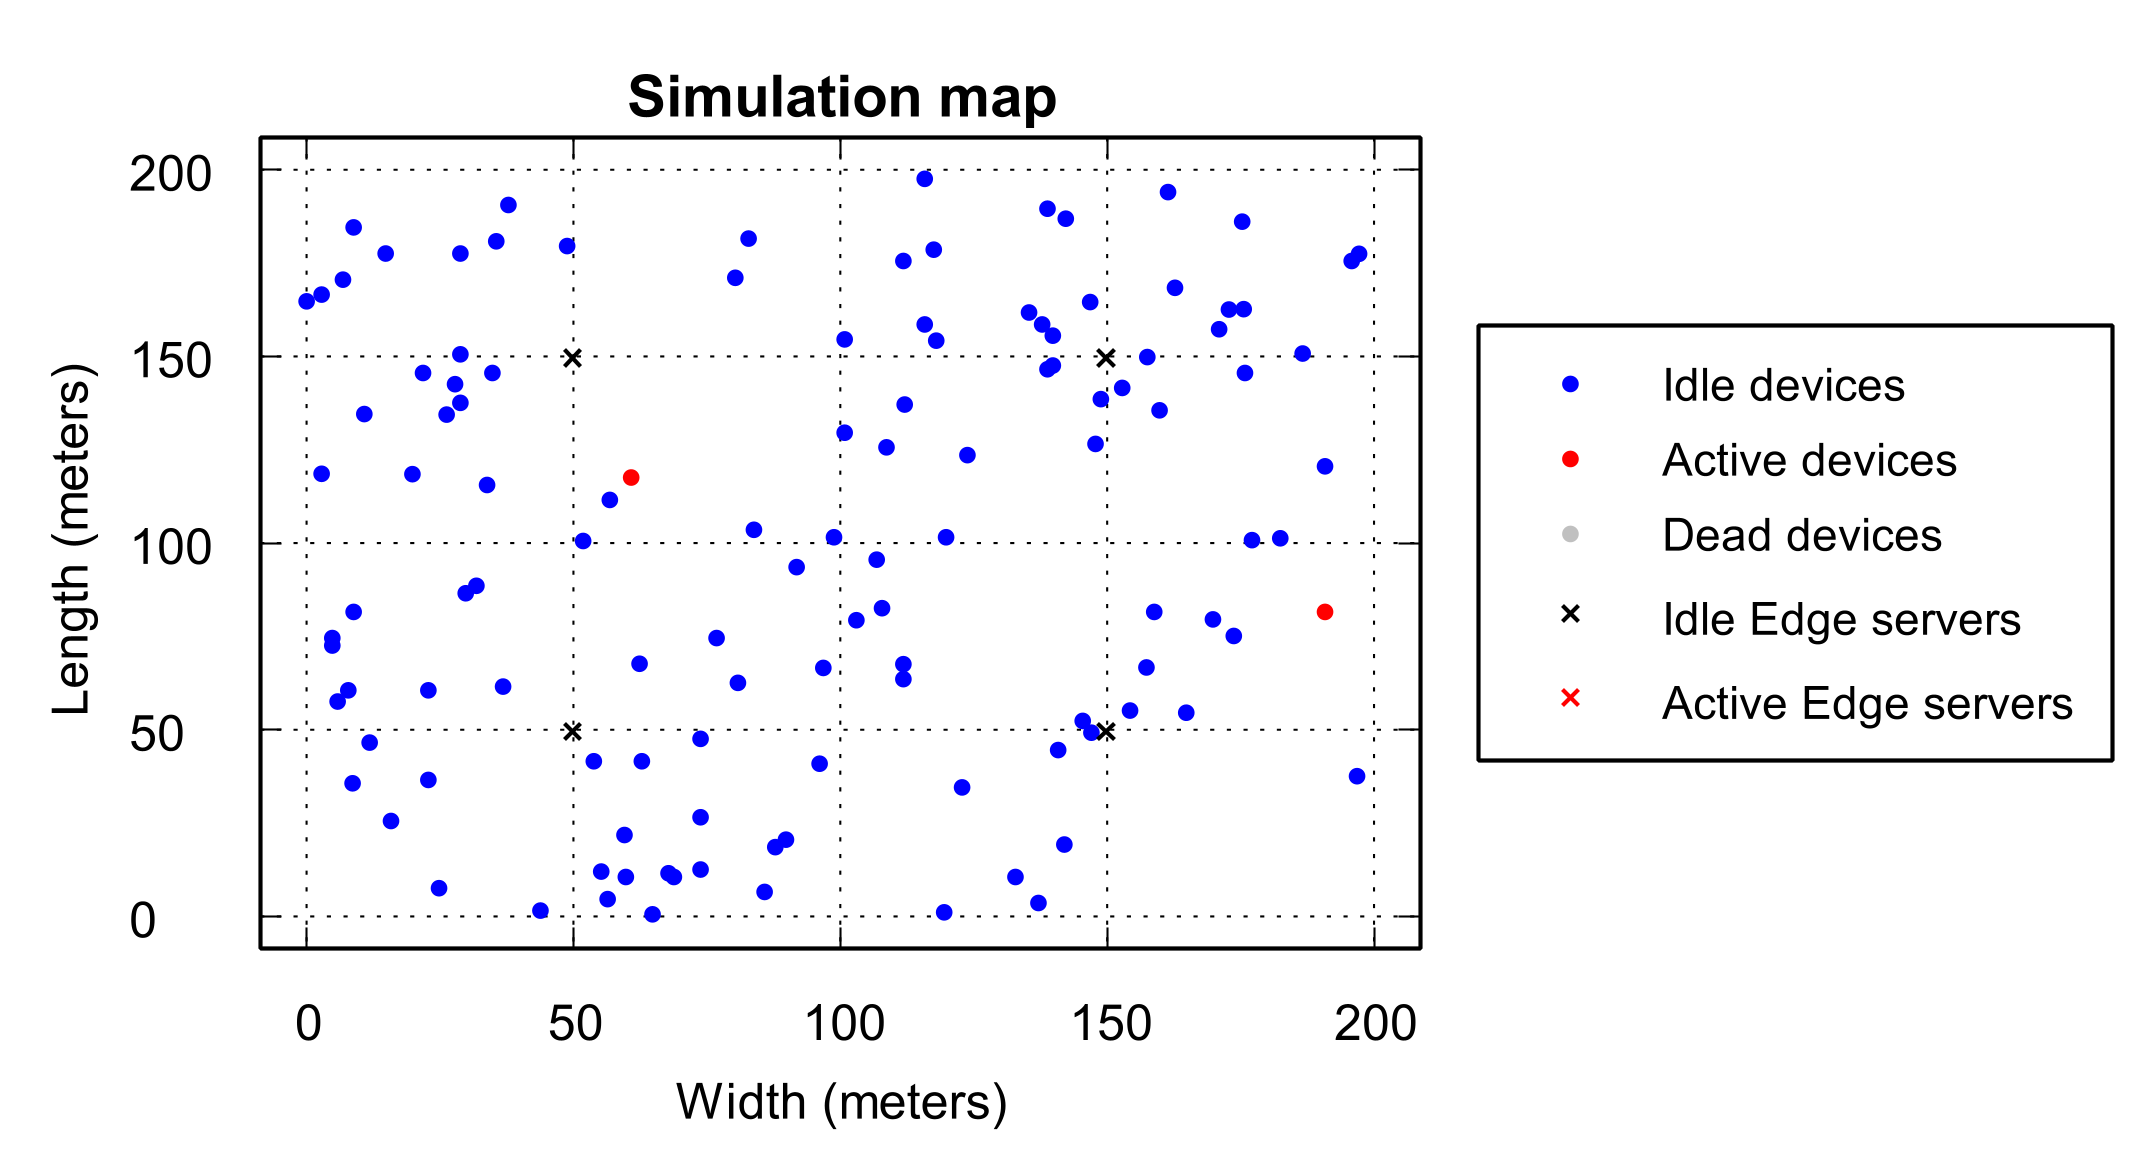 Simulation map
200
150
100
50
0
Length (meters)
0 50 100 150 200
Width (meters)
Idle devices
Active devices
Dead devices
Idle Edge servers
Active Edge servers